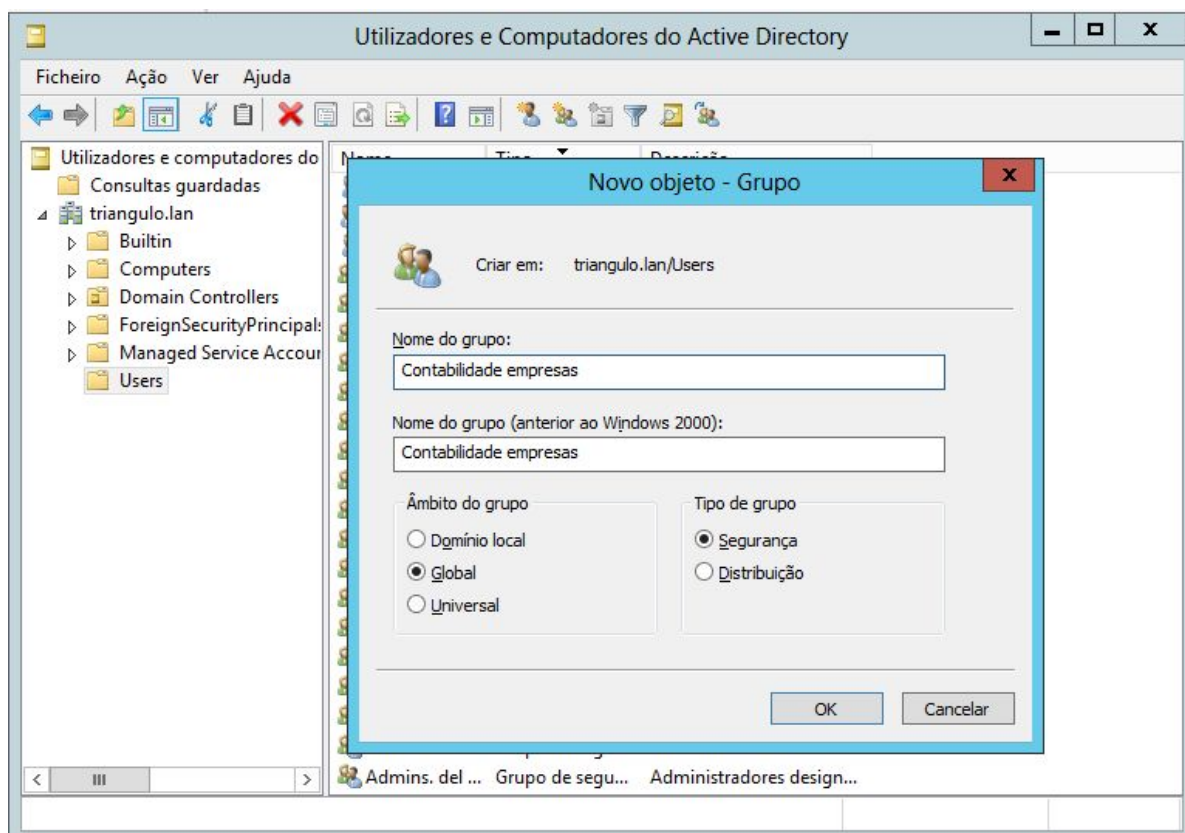 Utilizadores e Computadores do Active Directory
x
Ficheiro Ação Ver Ajuda
Utilizadores e computadores do
Consultas guardadas
triangulo.lan
Builtin
Computers
Domain Controllers
ForeignSecurityPrincipal
Managed Service Accour
Users
Nome Tipo Descrição
Novo objeto - Grupo
x
Criar em: triangulo.lan/Users
Nome do grupo:
Contabilidade empresas
Nome do grupo (anterior ao Windows 2000):
Contabilidade empresas
Âmbito do grupo
Domínio local
Global
Universal
Tipo de grupo
Segurança
Distribuição
OK Cancelar
Admins. del ... Grupo de segu... Administradores design...